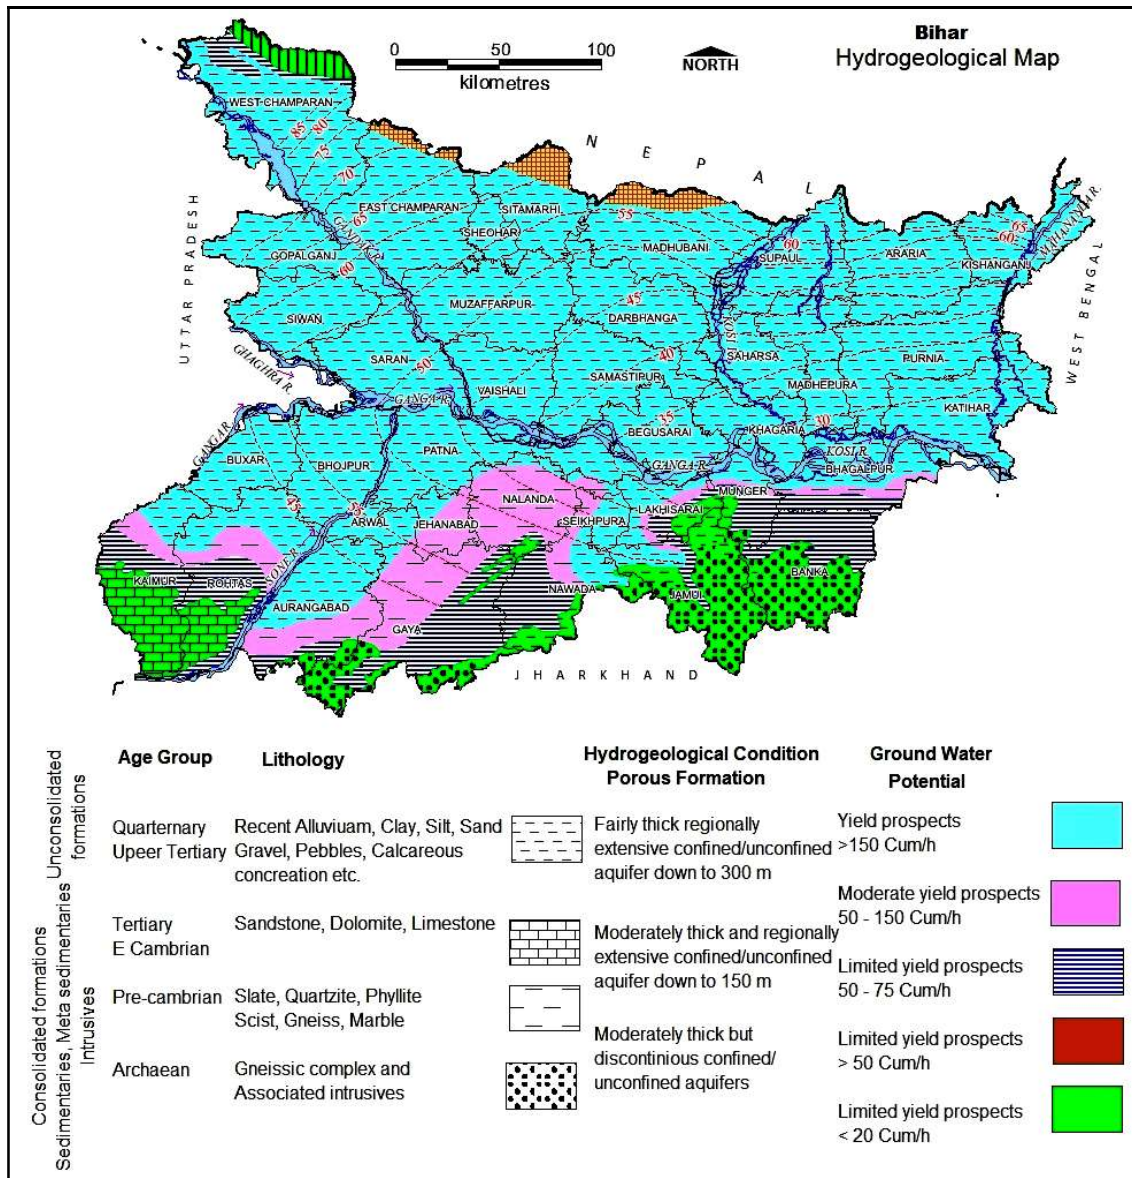 Bihar
Hydrogeological Map
0 50 100
kilometres
NORTH
N E P A L
UTTAR PRADESH
WEST BENGAL
J H A R K H A N D
WEST CHAMPARAN
85
80
75
70
EAST CHAMPARAN
65
SITAMARHI
SHEOHAR
55
MADHUBANI
60
SUPAUL
ARARIA
60
65
MAHANANDA R.
KISHANGANJ
GOPALGANJ
GANDAK R.
60
SIWAN
MUZAFFARPUR
45
DARBHANGA
KOSI R.
SAHARSA
PURNIA
GHAGHRA R.
SARAN
50
VAISHALI
SAMASTIPUR
40
MADHEPURA
KATIHAR
GANGA R.
35
BEGUSARAI
KHAGARIA
30
GANGA R.
BUXAR
BHOJPUR
PATNA
GANGA R.
KOSI R.
BHAGALPUR
45
55
ARWAL
JEHANABAD
NALANDA
SEIKHPURA
LAKHISARAI
MUNGER
KAIMUR
ROHTAS
SONE R.
AURANGABAD
GAYA
NAWADA
JAMUI
BANKA
Age Group
Lithology
Hydrogeological Condition
Porous Formation
Ground Water
Potential
Unconsolidated
formations
Quarternary
Upeer Tertiary
Recent Alluviuam, Clay, Silt, Sand
Gravel, Pebbles, Calcareous
concreation etc.
Fairly thick regionally
extensive confined/unconfined
aquifer down to 300 m
Yield prospects
>150 Cum/h
Moderate yield prospects
50 - 150 Cum/h
Consolidated formations
Sedimentaries, Meta sedimentaries
Intrusives
Tertiary
E Cambrian
Sandstone, Dolomite, Limestone
Moderately thick and regionally
extensive confined/unconfined
aquifer down to 150 m
Limited yield prospects
50 - 75 Cum/h
Pre-cambrian
Slate, Quartzite, Phyllite
Scist, Gneiss, Marble
Moderately thick but
discontinious confined/
unconfined aquifers
Limited yield prospects
> 50 Cum/h
Archaean
Gneissic complex and
Associated intrusives
Limited yield prospects
< 20 Cum/h